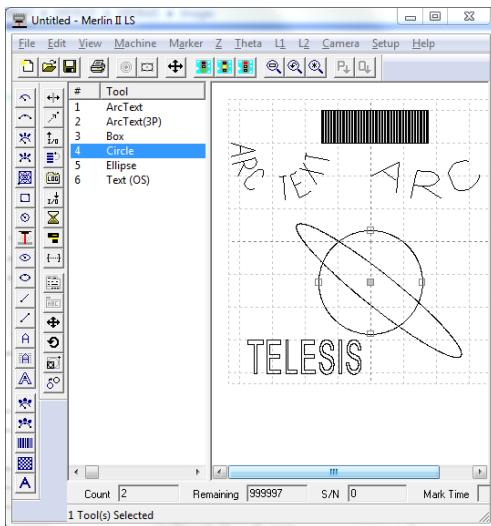 Untitled - Merlin II LS
File Edit View Machine Marker Z Theta L1 L2 Camera Setup Help
# Tool
1 ArcText
2 ArcText(3P)
3 Box
4 Circle
5 Ellipse
6 Text (OS)
ARC TEXT ARC
TELESIS
Count 2 Remaining 999997 S/N 0 Mark Time
1 Tool(s) Selected